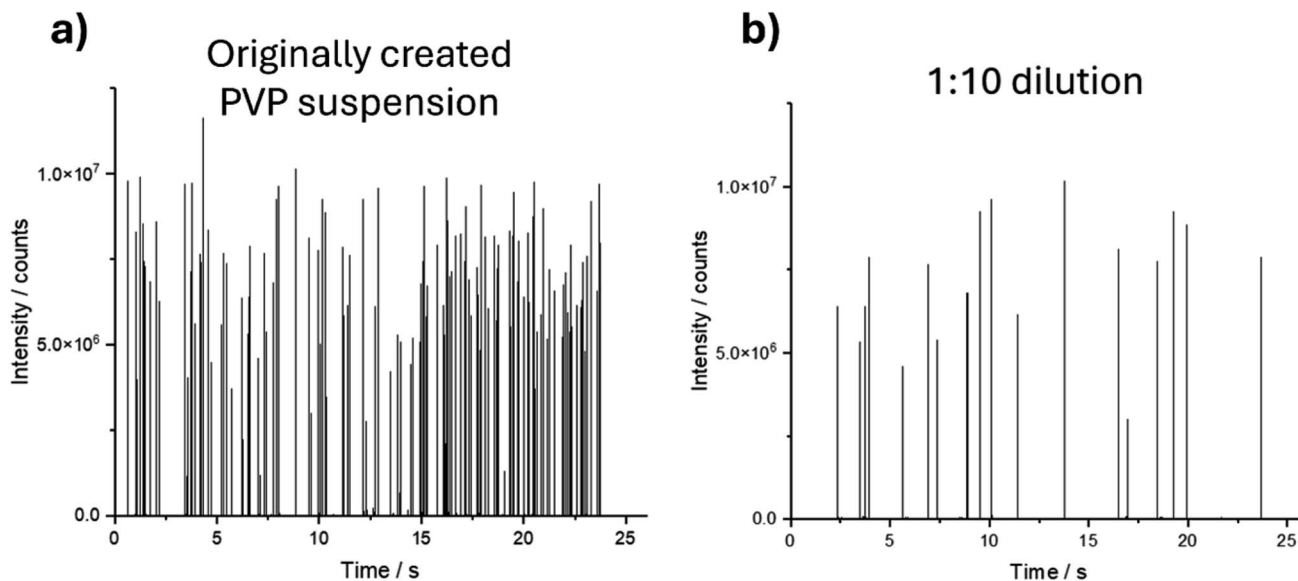 a)
Originally created
PVP suspension
1.0×10⁷
5.0×10⁶
0.0
Intensity / counts
0
5
10
15
20
25
Time / s
b)
1:10 dilution
1.0×10⁷
5.0×10⁶
0.0
Intensity / counts
0
5
10
15
20
25
Time / s